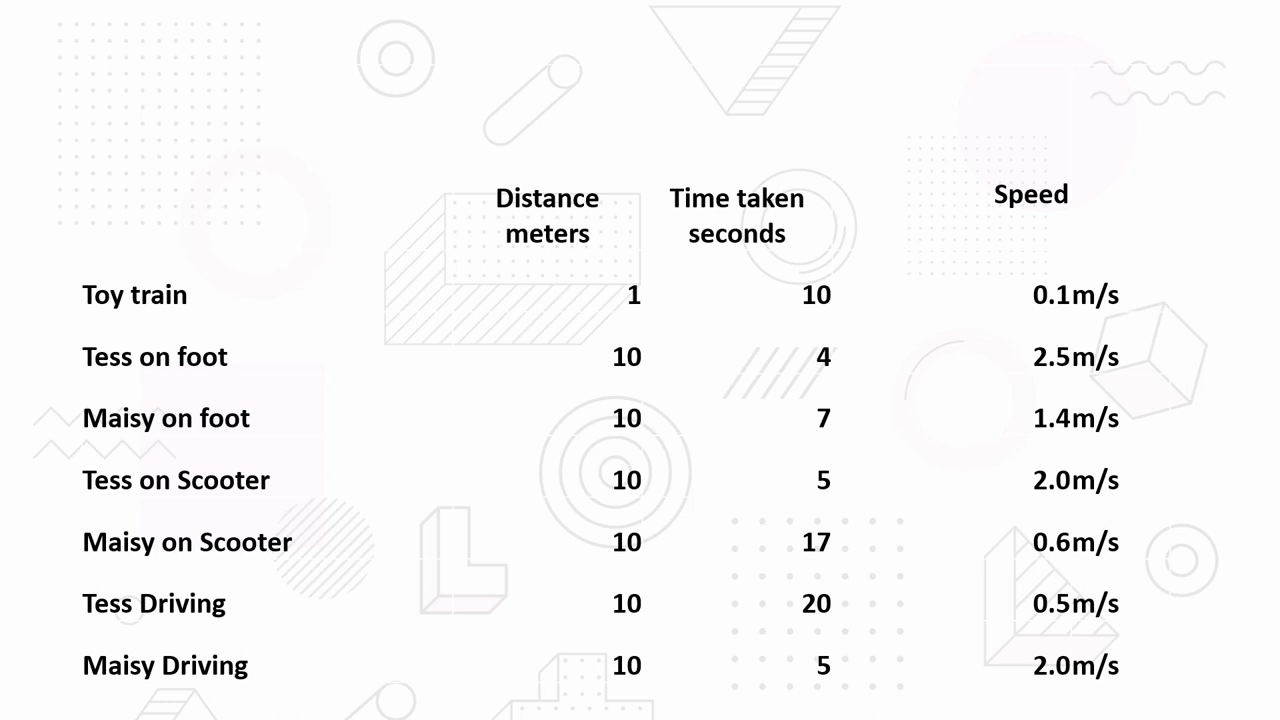 Distance Time taken Speed
meters seconds
Toy train 1 10 0.1m/s
Tess on foot 10 4 2.5m/s
Maisy on foot 10 7 1.4m/s
Tess on Scooter 10 5 2.0m/s
Maisy on Scooter 10 17 0.6m/s
Tess Driving 10 20 0.5m/s
Maisy Driving 10 5 2.0m/s